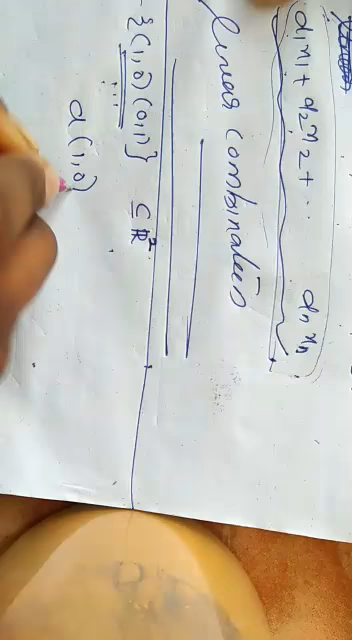 α₁x₁ + α₂x₂ + ... αₙxₙ
linear combination
{(1,0) (0,1)} ⊆ ℝ²
α (1,0)